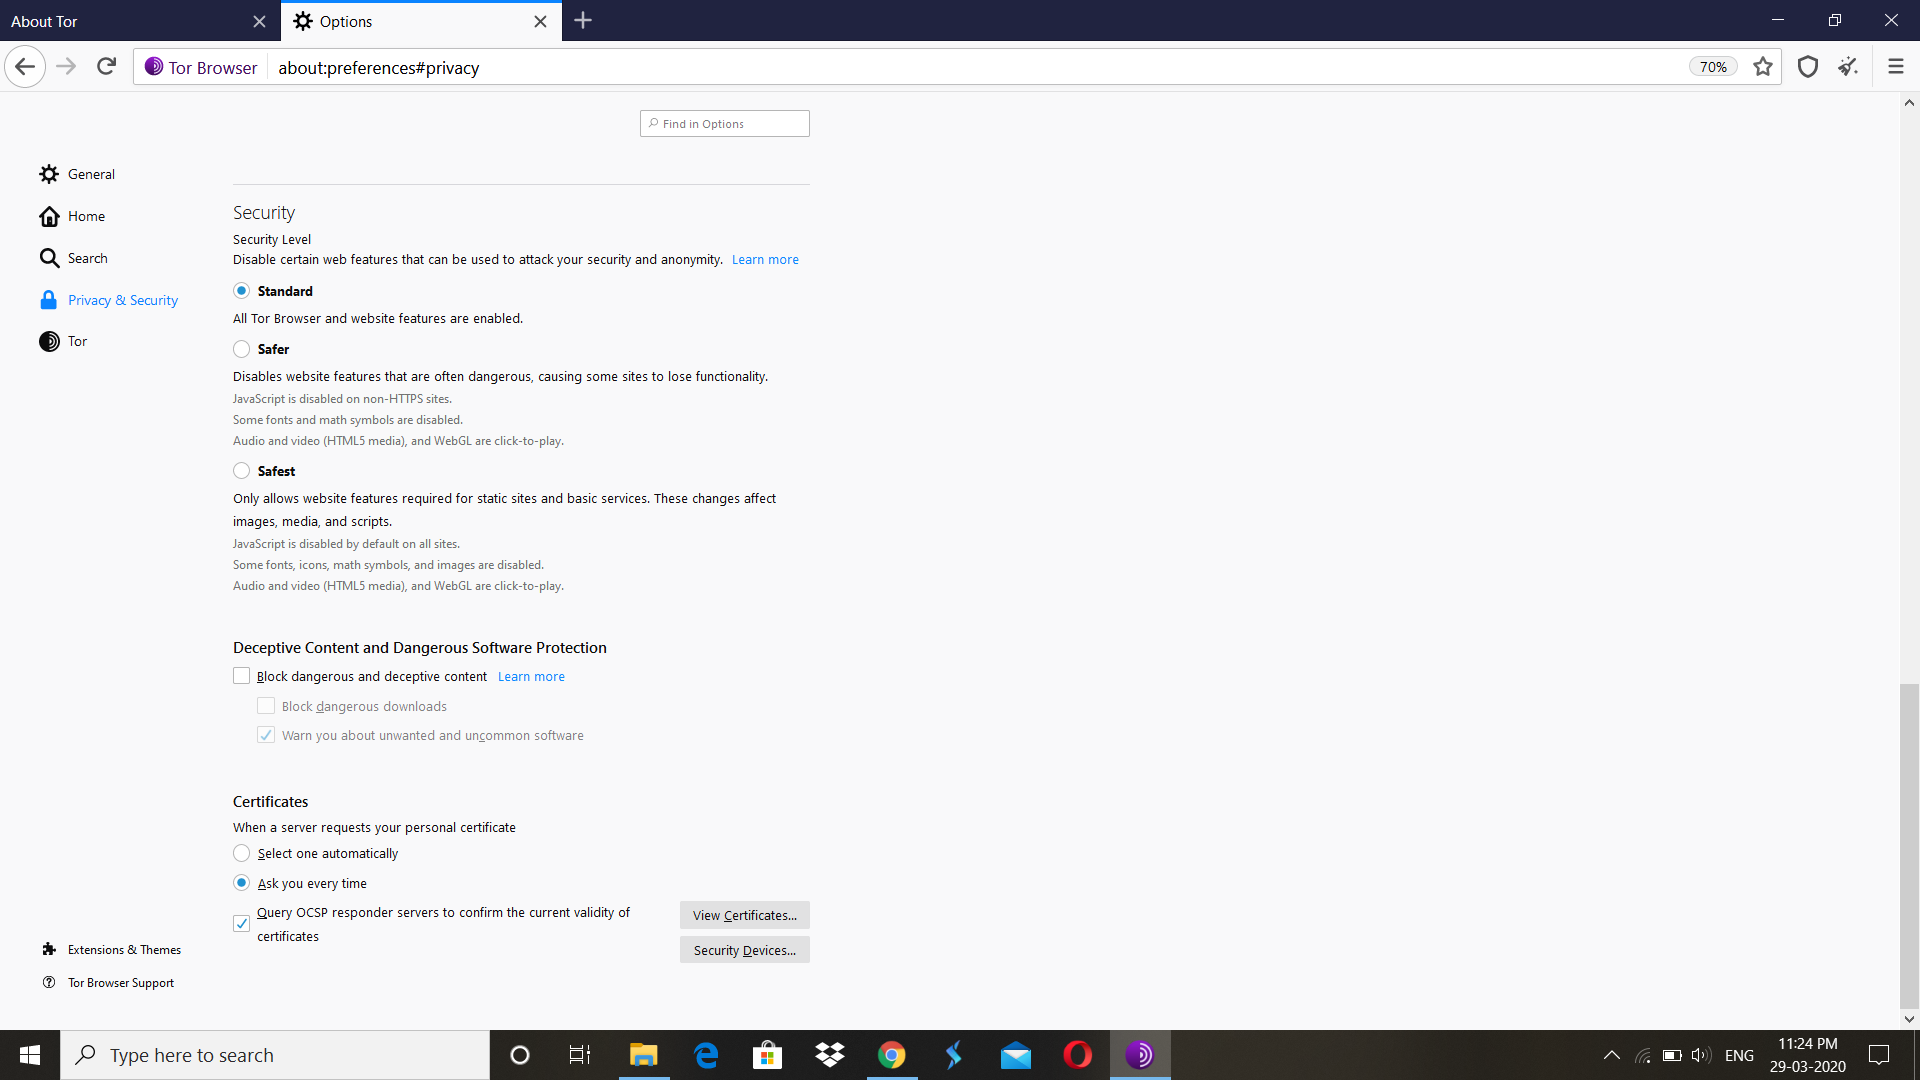 About Tor
Options
Tor Browser
about:preferences#privacy
70%
Find in Options
General
Home
Search
Privacy & Security
Tor
Security
Security Level
Disable certain web features that can be used to attack your security and anonymity. Learn more
Standard
All Tor Browser and website features are enabled.
Safer
Disables website features that are often dangerous, causing some sites to lose functionality.
JavaScript is disabled on non-HTTPS sites.
Some fonts and math symbols are disabled.
Audio and video (HTML5 media), and WebGL are click-to-play.
Safest
Only allows website features required for static sites and basic services. These changes affect
images, media, and scripts.
JavaScript is disabled by default on all sites.
Some fonts, icons, math symbols, and images are disabled.
Audio and video (HTML5 media), and WebGL are click-to-play.
Deceptive Content and Dangerous Software Protection
Block dangerous and deceptive content Learn more
Block dangerous downloads
Warn you about unwanted and uncommon software
Certificates
When a server requests your personal certificate
Select one automatically
Ask you every time
Query OCSP responder servers to confirm the current validity of
certificates
View Certificates...
Security Devices...
Extensions & Themes
Tor Browser Support
Type here to search
ENG
11:24 PM
29-03-2020